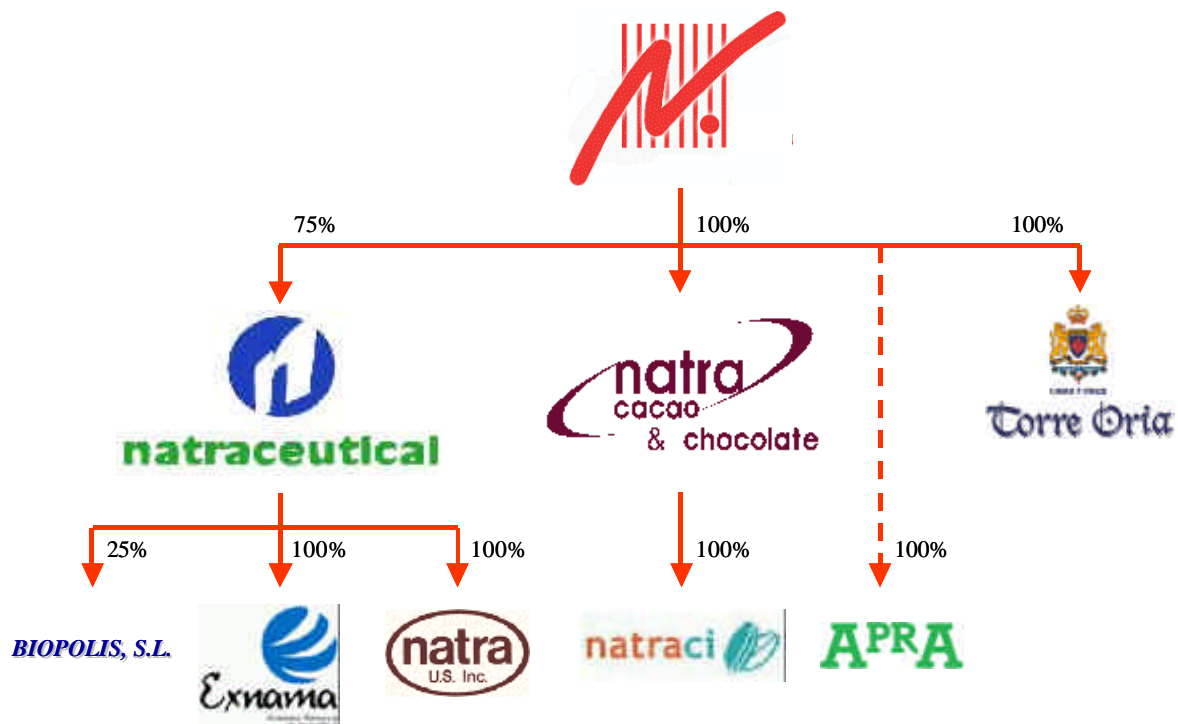 75%
100%
100%
natraceutical
natra
cacao
& chocolate
Torre Oria
25%
100%
100%
100%
100%
BIOPOLIS, S.L.
Exnama
natra
U.S. Inc.
natraci
APRA